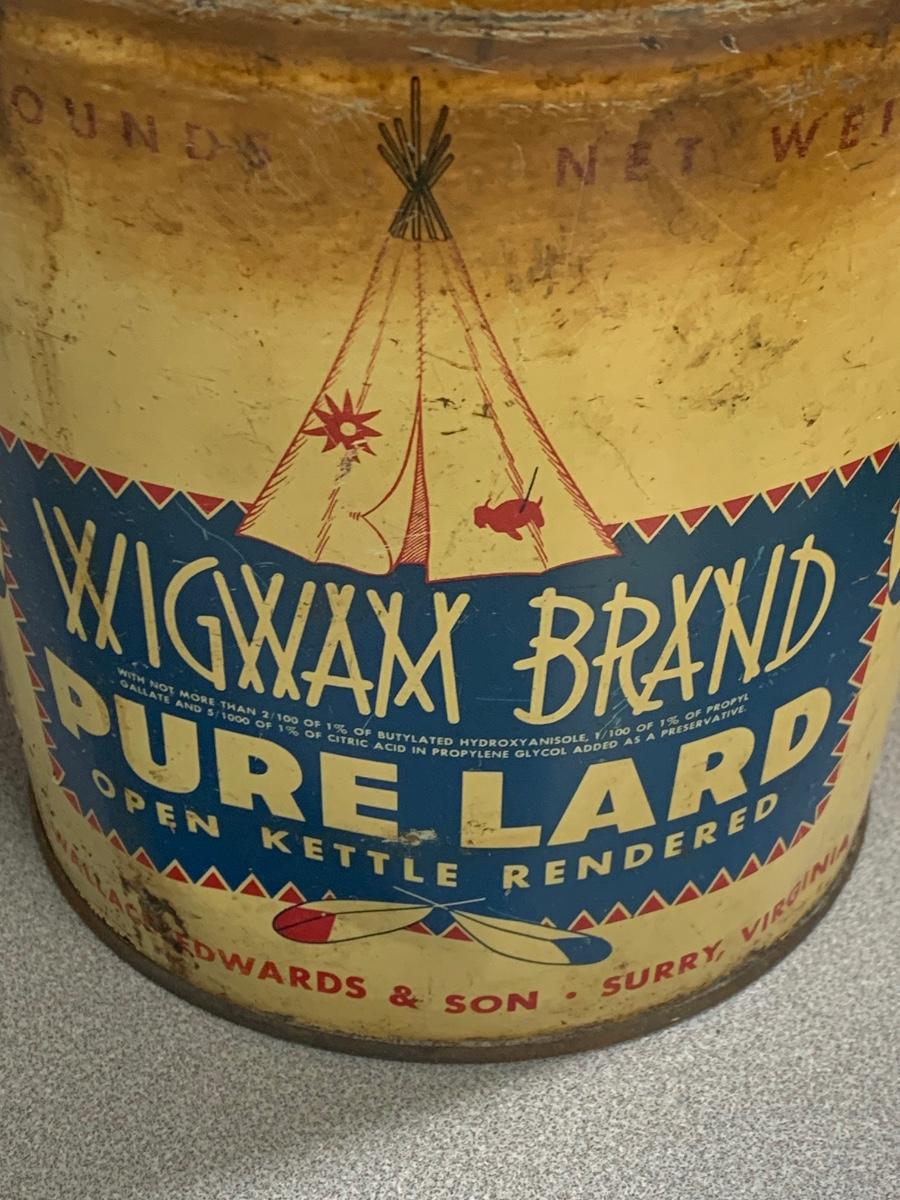 OUNDS NET WEI
WIGWAM BRAND
WITH NOT MORE THAN 2/100 OF 1% OF BUTYLATED HYDROXYANISOLE, 1/100 OF 1% OF PROPYL
GALLATE AND 5/1000 OF 1% OF CITRIC ACID IN PROPYLENE GLYCOL ADDED AS A PRESERVATIVE.
PURE LARD
OPEN KETTLE RENDERED
WALLACE EDWARDS & SON • SURRY, VIRGINIA